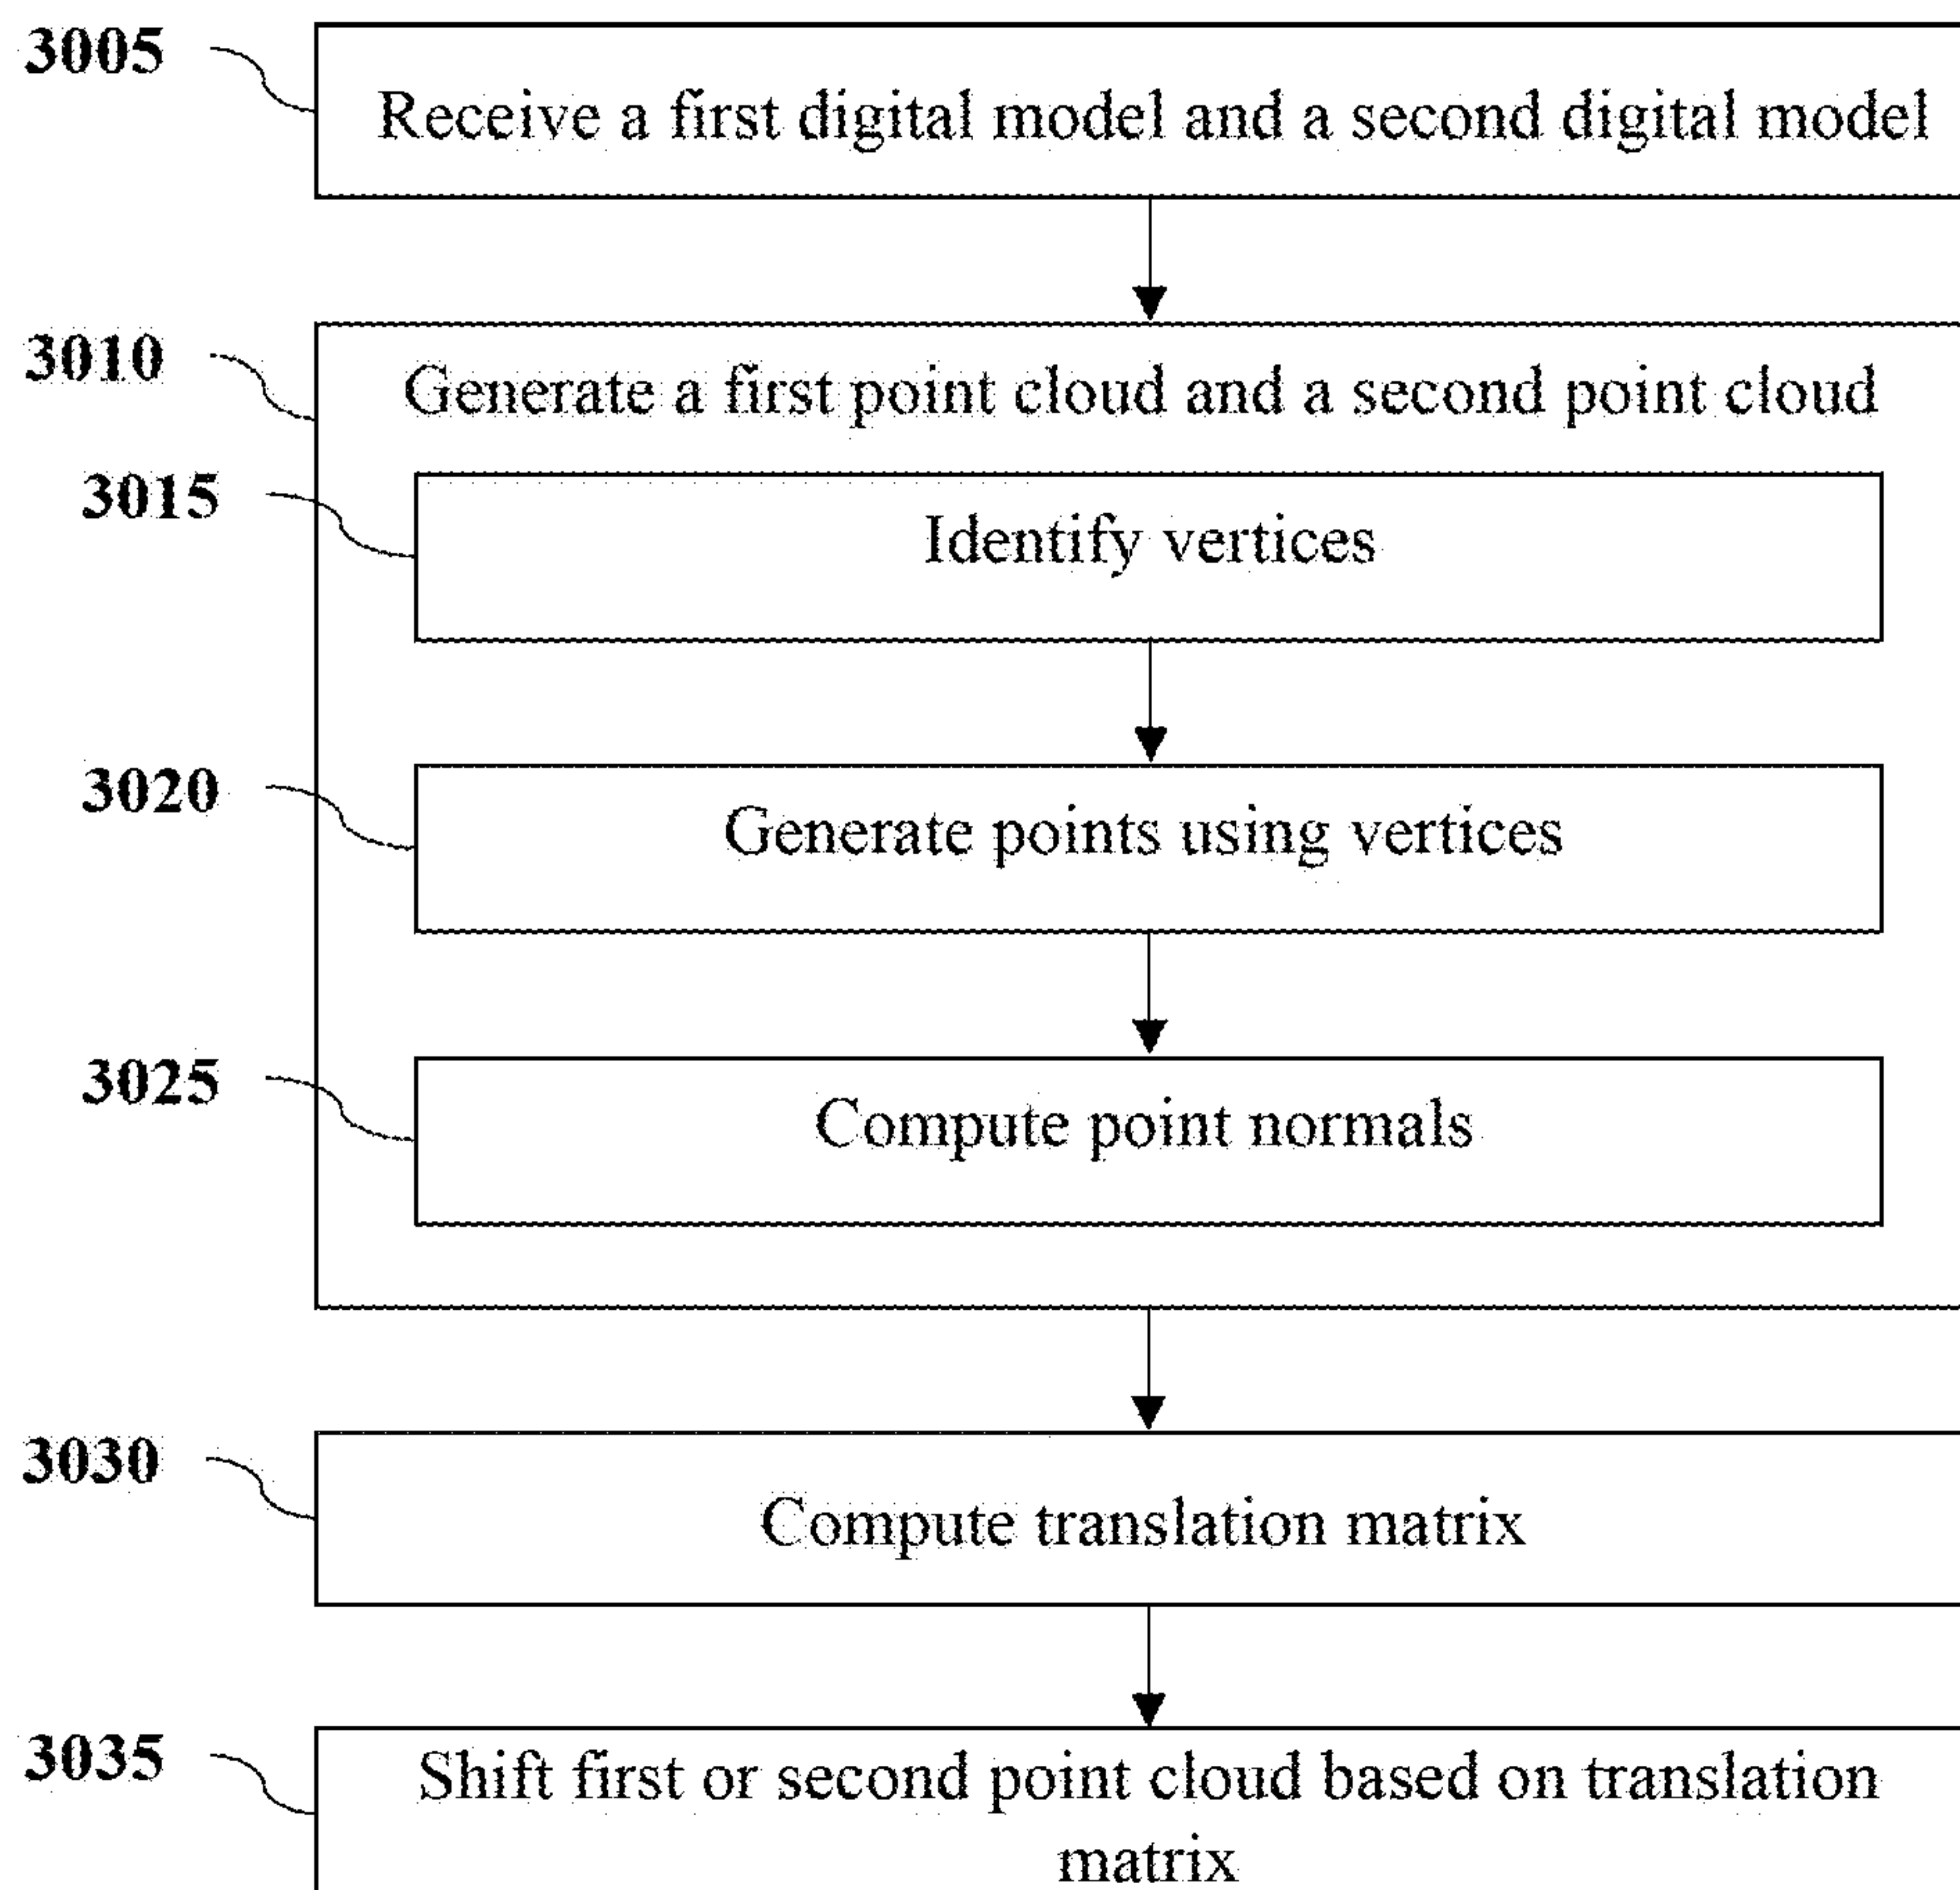 3005
Receive a first digital model and a second digital model
3010
Generate a first point cloud and a second point cloud
3015
Identify vertices
3020
Generate points using vertices
3025
Compute point normals
3030
Compute translation matrix
3035
Shift first or second point cloud based on translation
matrix